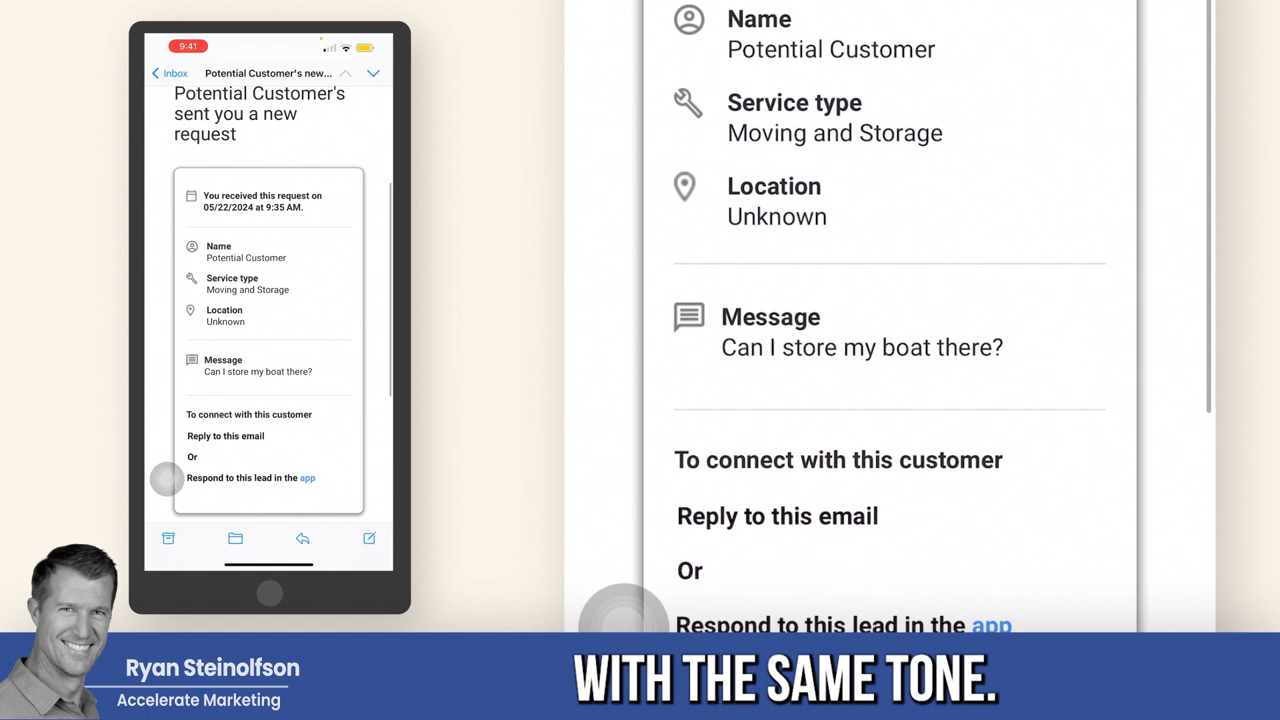 9:41
Inbox
Potential Customer's new...
Potential Customer's
sent you a new
request
You received this request on
05/22/2024 at 9:35 AM.
Name
Potential Customer
Service type
Moving and Storage
Location
Unknown
Message
Can I store my boat there?
To connect with this customer
Reply to this email
Or
Respond to this lead in the app
Name
Potential Customer
Service type
Moving and Storage
Location
Unknown
Message
Can I store my boat there?
To connect with this customer
Reply to this email
Or
Respond to this lead in the app
Ryan Steinolfson
Accelerate Marketing
WITH THE SAME TONE.